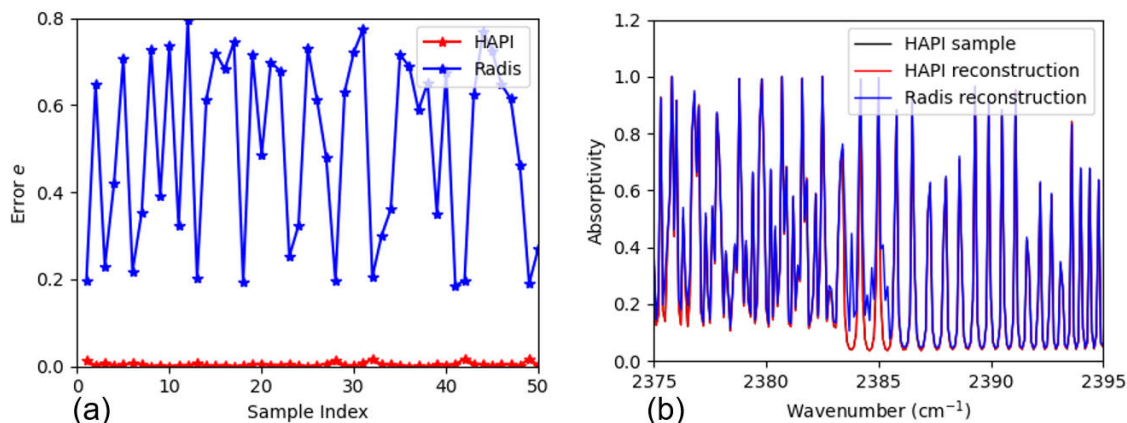 0.8
0.6
0.4
0.2
0.0
Error e
HAPI
Radis
0 10 20 30 40 50
Sample Index
(a)
1.2
1.0
0.8
0.6
0.4
0.2
0.0
Absorptivity
HAPI sample
HAPI reconstruction
Radis reconstruction
2375 2380 2385 2390 2395
Wavenumber (cm⁻¹)
(b)